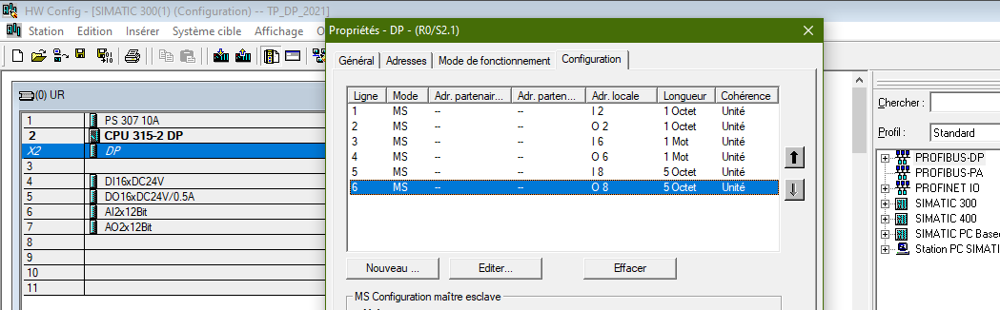 HW Config - [SIMATIC 300(1) (Configuration) -- TP_DP_2021]
Station Edition Insérer Système cible Affichage
(0) UR
1 PS 307 10A
2 CPU 315-2 DP
X2 DP
3
4 DI16xDC24V
5 DO16xDC24V/0.5A
6 AI2x12Bit
7 AO2x12Bit
8
9
10
11
Propriétés - DP - (R0/S2.1)
Général Adresses Mode de fonctionnement Configuration
Ligne Mode Adr. partenair... Adr. parten... Adr. locale Longueur Cohérence
1 MS -- -- I 2 1 Octet Unité
2 MS -- -- O 2 1 Octet Unité
3 MS -- -- I 6 1 Mot Unité
4 MS -- -- O 6 1 Mot Unité
5 MS -- -- I 8 5 Octet Unité
6 MS -- -- O 8 5 Octet Unité
Nouveau ... Editer... Effacer
MS Configuration maître esclave
Chercher :
Profil : Standard
PROFIBUS-DP
PROFIBUS-PA
PROFINET IO
SIMATIC 300
SIMATIC 400
SIMATIC PC Based
Station PC SIMATI